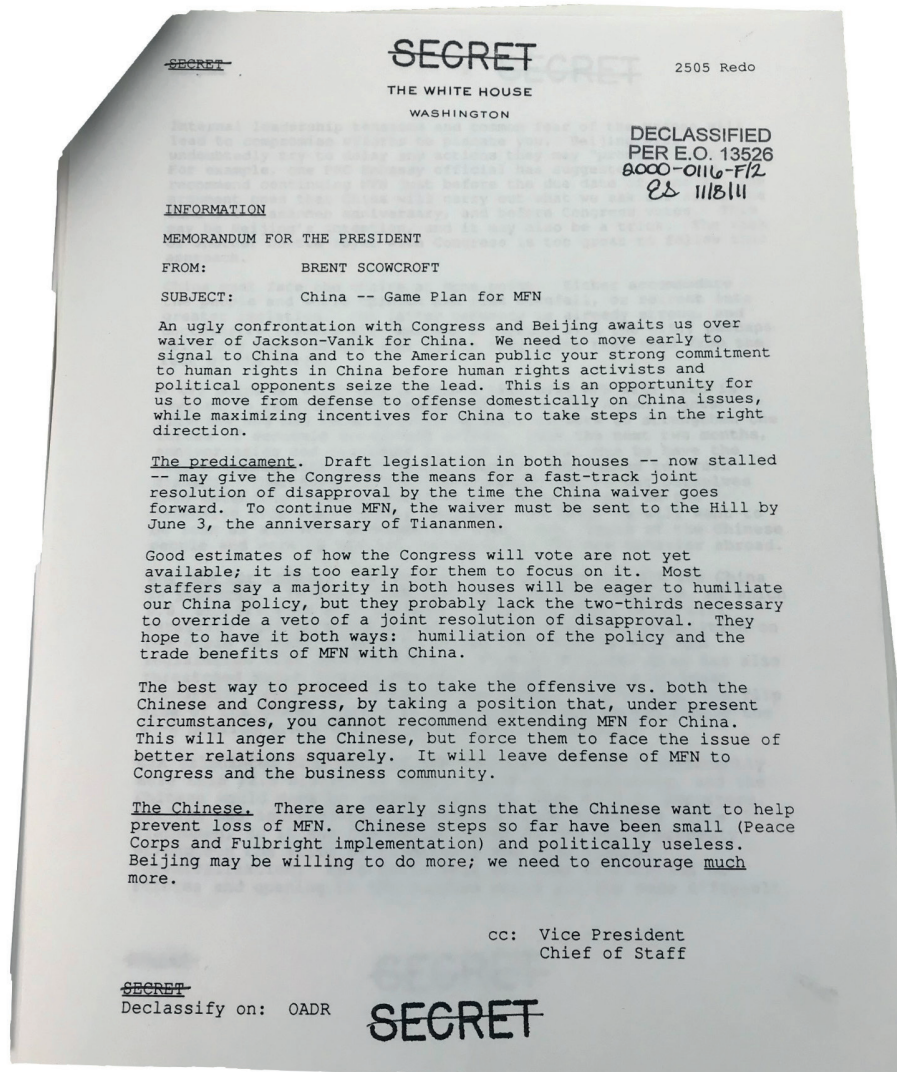 SECRET
SECRET
2505 Redo
THE WHITE HOUSE
WASHINGTON
DECLASSIFIED
PER E.O. 13526
2000-0116-F/2
ES 11/8/11
INFORMATION
MEMORANDUM FOR THE PRESIDENT
FROM: BRENT SCOWCROFT
SUBJECT: China -- Game Plan for MFN
An ugly confrontation with Congress and Beijing awaits us over
waiver of Jackson-Vanik for China. We need to move early to
signal to China and to the American public your strong commitment
to human rights in China before human rights activists and
political opponents seize the lead. This is an opportunity for
us to move from defense to offense domestically on China issues,
while maximizing incentives for China to take steps in the right
direction.
The predicament. Draft legislation in both houses -- now stalled
-- may give the Congress the means for a fast-track joint
resolution of disapproval by the time the China waiver goes
forward. To continue MFN, the waiver must be sent to the Hill by
June 3, the anniversary of Tiananmen.
Good estimates of how the Congress will vote are not yet
available; it is too early for them to focus on it. Most
staffers say a majority in both houses will be eager to humiliate
our China policy, but they probably lack the two-thirds necessary
to override a veto of a joint resolution of disapproval. They
hope to have it both ways: humiliation of the policy and the
trade benefits of MFN with China.
The best way to proceed is to take the offensive vs. both the
Chinese and Congress, by taking a position that, under present
circumstances, you cannot recommend extending MFN for China.
This will anger the Chinese, but force them to face the issue of
better relations squarely. It will leave defense of MFN to
Congress and the business community.
The Chinese. There are early signs that the Chinese want to help
prevent loss of MFN. Chinese steps so far have been small (Peace
Corps and Fulbright implementation) and politically useless.
Beijing may be willing to do more; we need to encourage much
more.
cc: Vice President
Chief of Staff
SECRET
Declassify on: OADR
SECRET